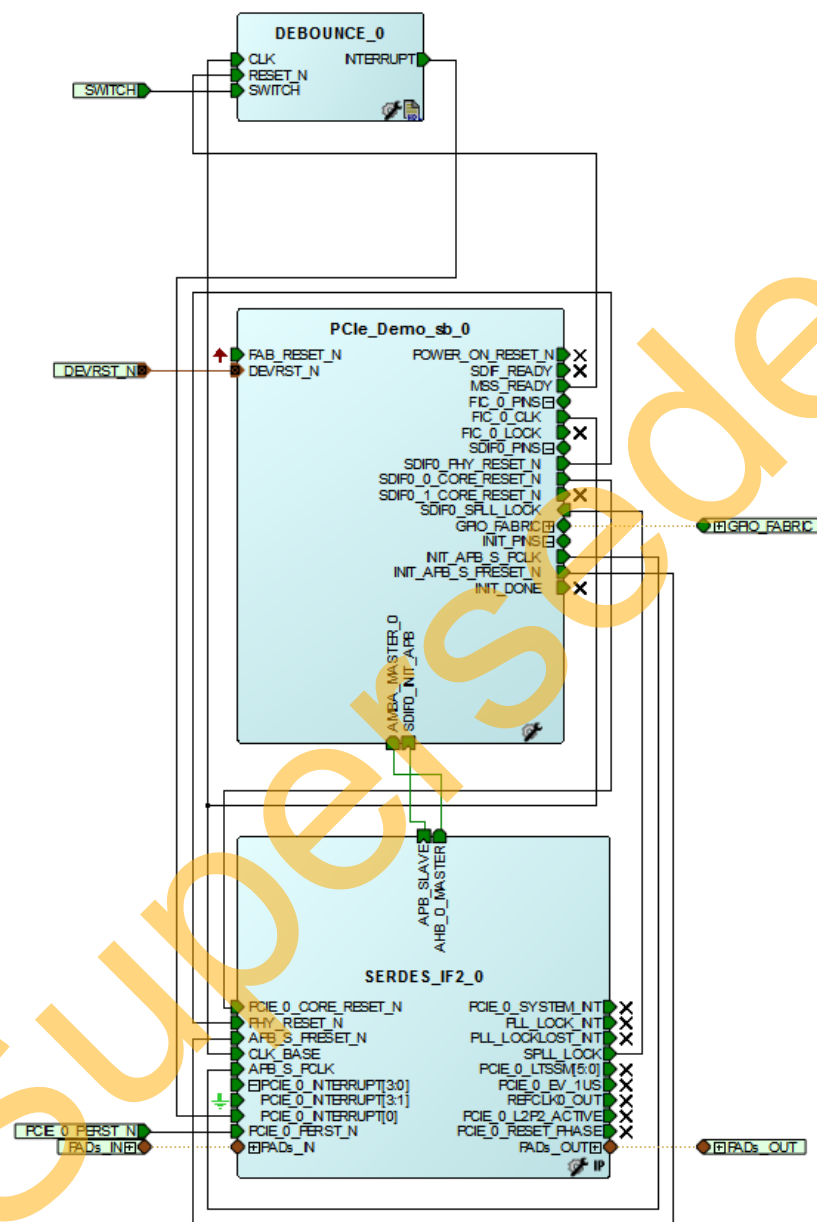 DEBOUNCE_0
CLK INTERRUPT
RESET_N
SWITCH SWITCH
PCIe_Demo_sb_0
FAB_RESET_N POWER_ON_RESET_N
DEVRST_N DEVRST_N SDIF_READY
MSS_READY
FIC_0_PINS
FIC_0_CLK
FIC_0_LOCK
SDIF0_PINS
SDIF0_PHY_RESET_N
SDIF0_0_CORE_RESET_N
SDIF0_1_CORE_RESET_N
SDIF0_SPLL_LOCK
GPIO_FABRIC GPIO_FABRIC
INIT_PINS
INIT_APB_S_PCLK
INIT_APB_S_PRESET_N
INIT_DONE
AMBA_MASTER_0
SDIF0_INIT_APB
APB_SLAVE
AHB_0_MASTER
SERDES_IF2_0
PCIE_0_CORE_RESET_N PCIE_0_SYSTEM_INT
PHY_RESET_N PLL_LOCK_INT
APB_S_PRESET_N PLL_LOCKLOST_INT
CLK_BASE SPLL_LOCK
APB_S_PCLK PCIE_0_LTSSM[5:0]
PCIE_0_INTERRUPT[3:0] PCIE_0_EV_1US
PCIE_0_INTERRUPT[3:1] REFCLK0_OUT
PCIE_0_INTERRUPT[0] PCIE_0_L2P2_ACTIVE
PCIE_0_PERST_N PCIE_0_PERST_N PCIE_0_RESET_PHASE
PADs_IN PADs_IN PADs_OUT PADs_OUT
IP
Superseded